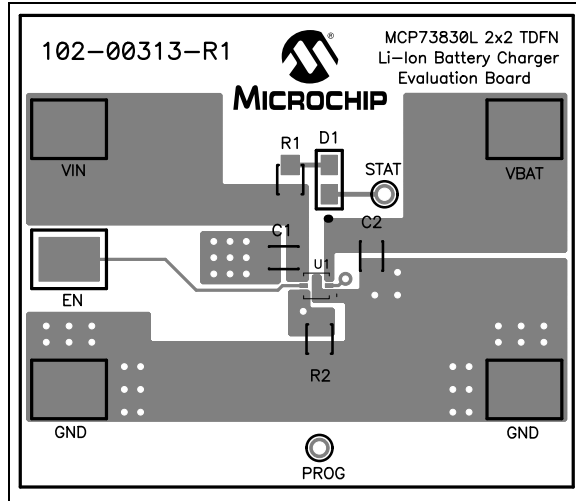 102-00313-R1
MICROCHIP
MCP73830L 2x2 TDFN
Li-Ion Battery Charger
Evaluation Board
VIN
R1
D1
STAT
VBAT
C1
C2
U1
EN
R2
GND
GND
PROG